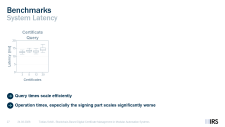 Benchmarks
System Latency
Certificate
Query
Latency (ms)
Certificates
Query times scale efficiently
Operation times, especially the signing part scales significantly worse
IRS